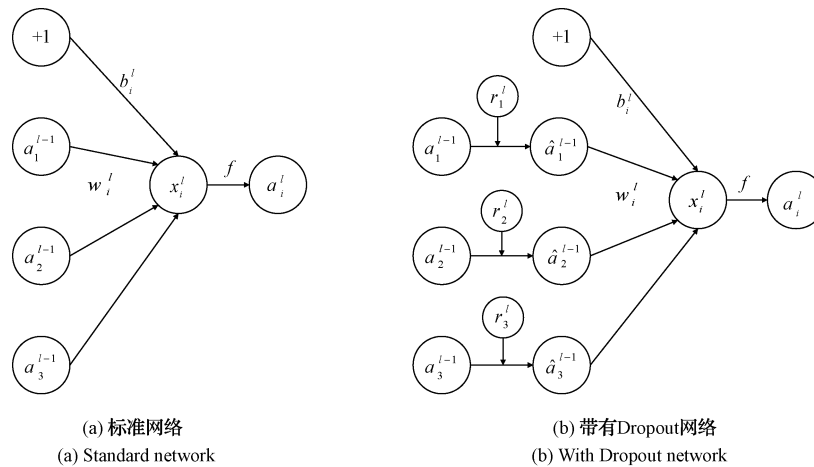 +1
b_i^l
a_1^{l-1}
w_i^l
x_i^l
f
a_i^l
a_2^{l-1}
a_3^{l-1}
(a) 标准网络
(a) Standard network
+1
r_1^l
b_i^l
a_1^{l-1}
â_1^{l-1}
w_i^l
x_i^l
f
a_i^l
r_2^l
a_2^{l-1}
â_2^{l-1}
r_3^l
a_3^{l-1}
â_3^{l-1}
(b) 带有Dropout网络
(b) With Dropout network